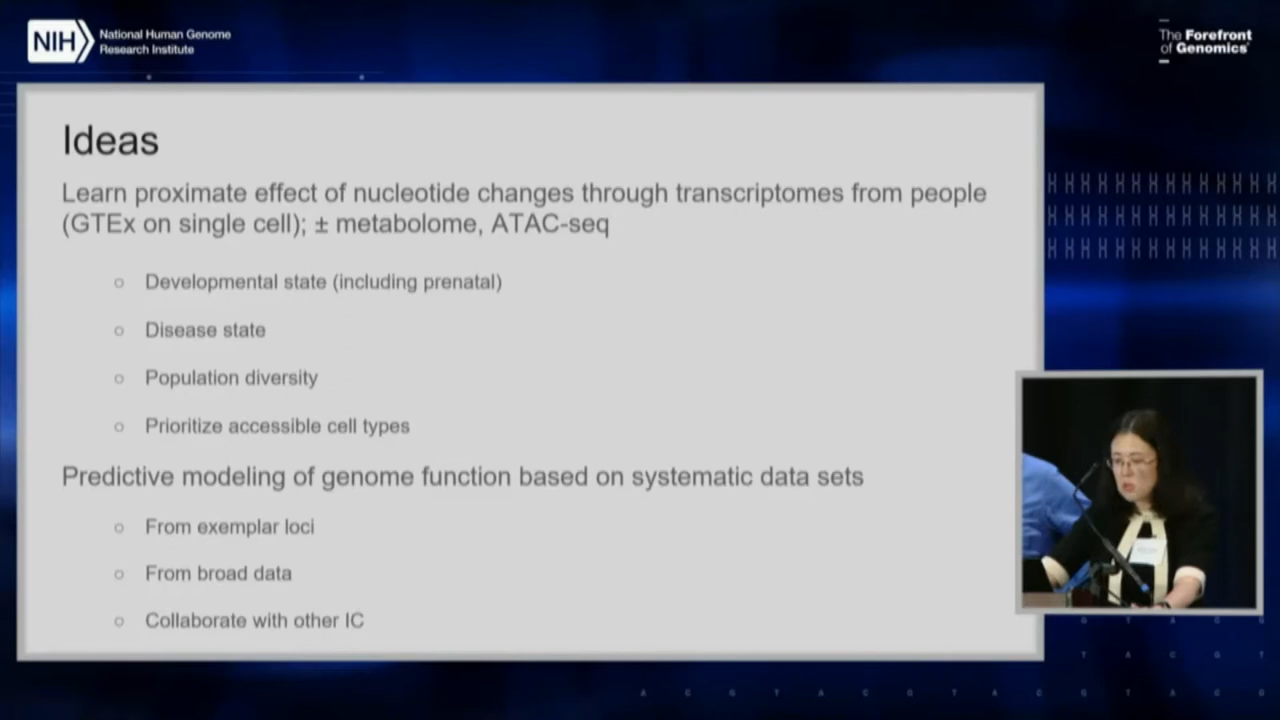 NIH
National Human Genome
Research Institute
The Forefront
of Genomics
Ideas
Learn proximate effect of nucleotide changes through transcriptomes from people
(GTEx on single cell); ± metabolome, ATAC-seq
○ Developmental state (including prenatal)
○ Disease state
○ Population diversity
○ Prioritize accessible cell types
Predictive modeling of genome function based on systematic data sets
○ From exemplar loci
○ From broad data
○ Collaborate with other IC